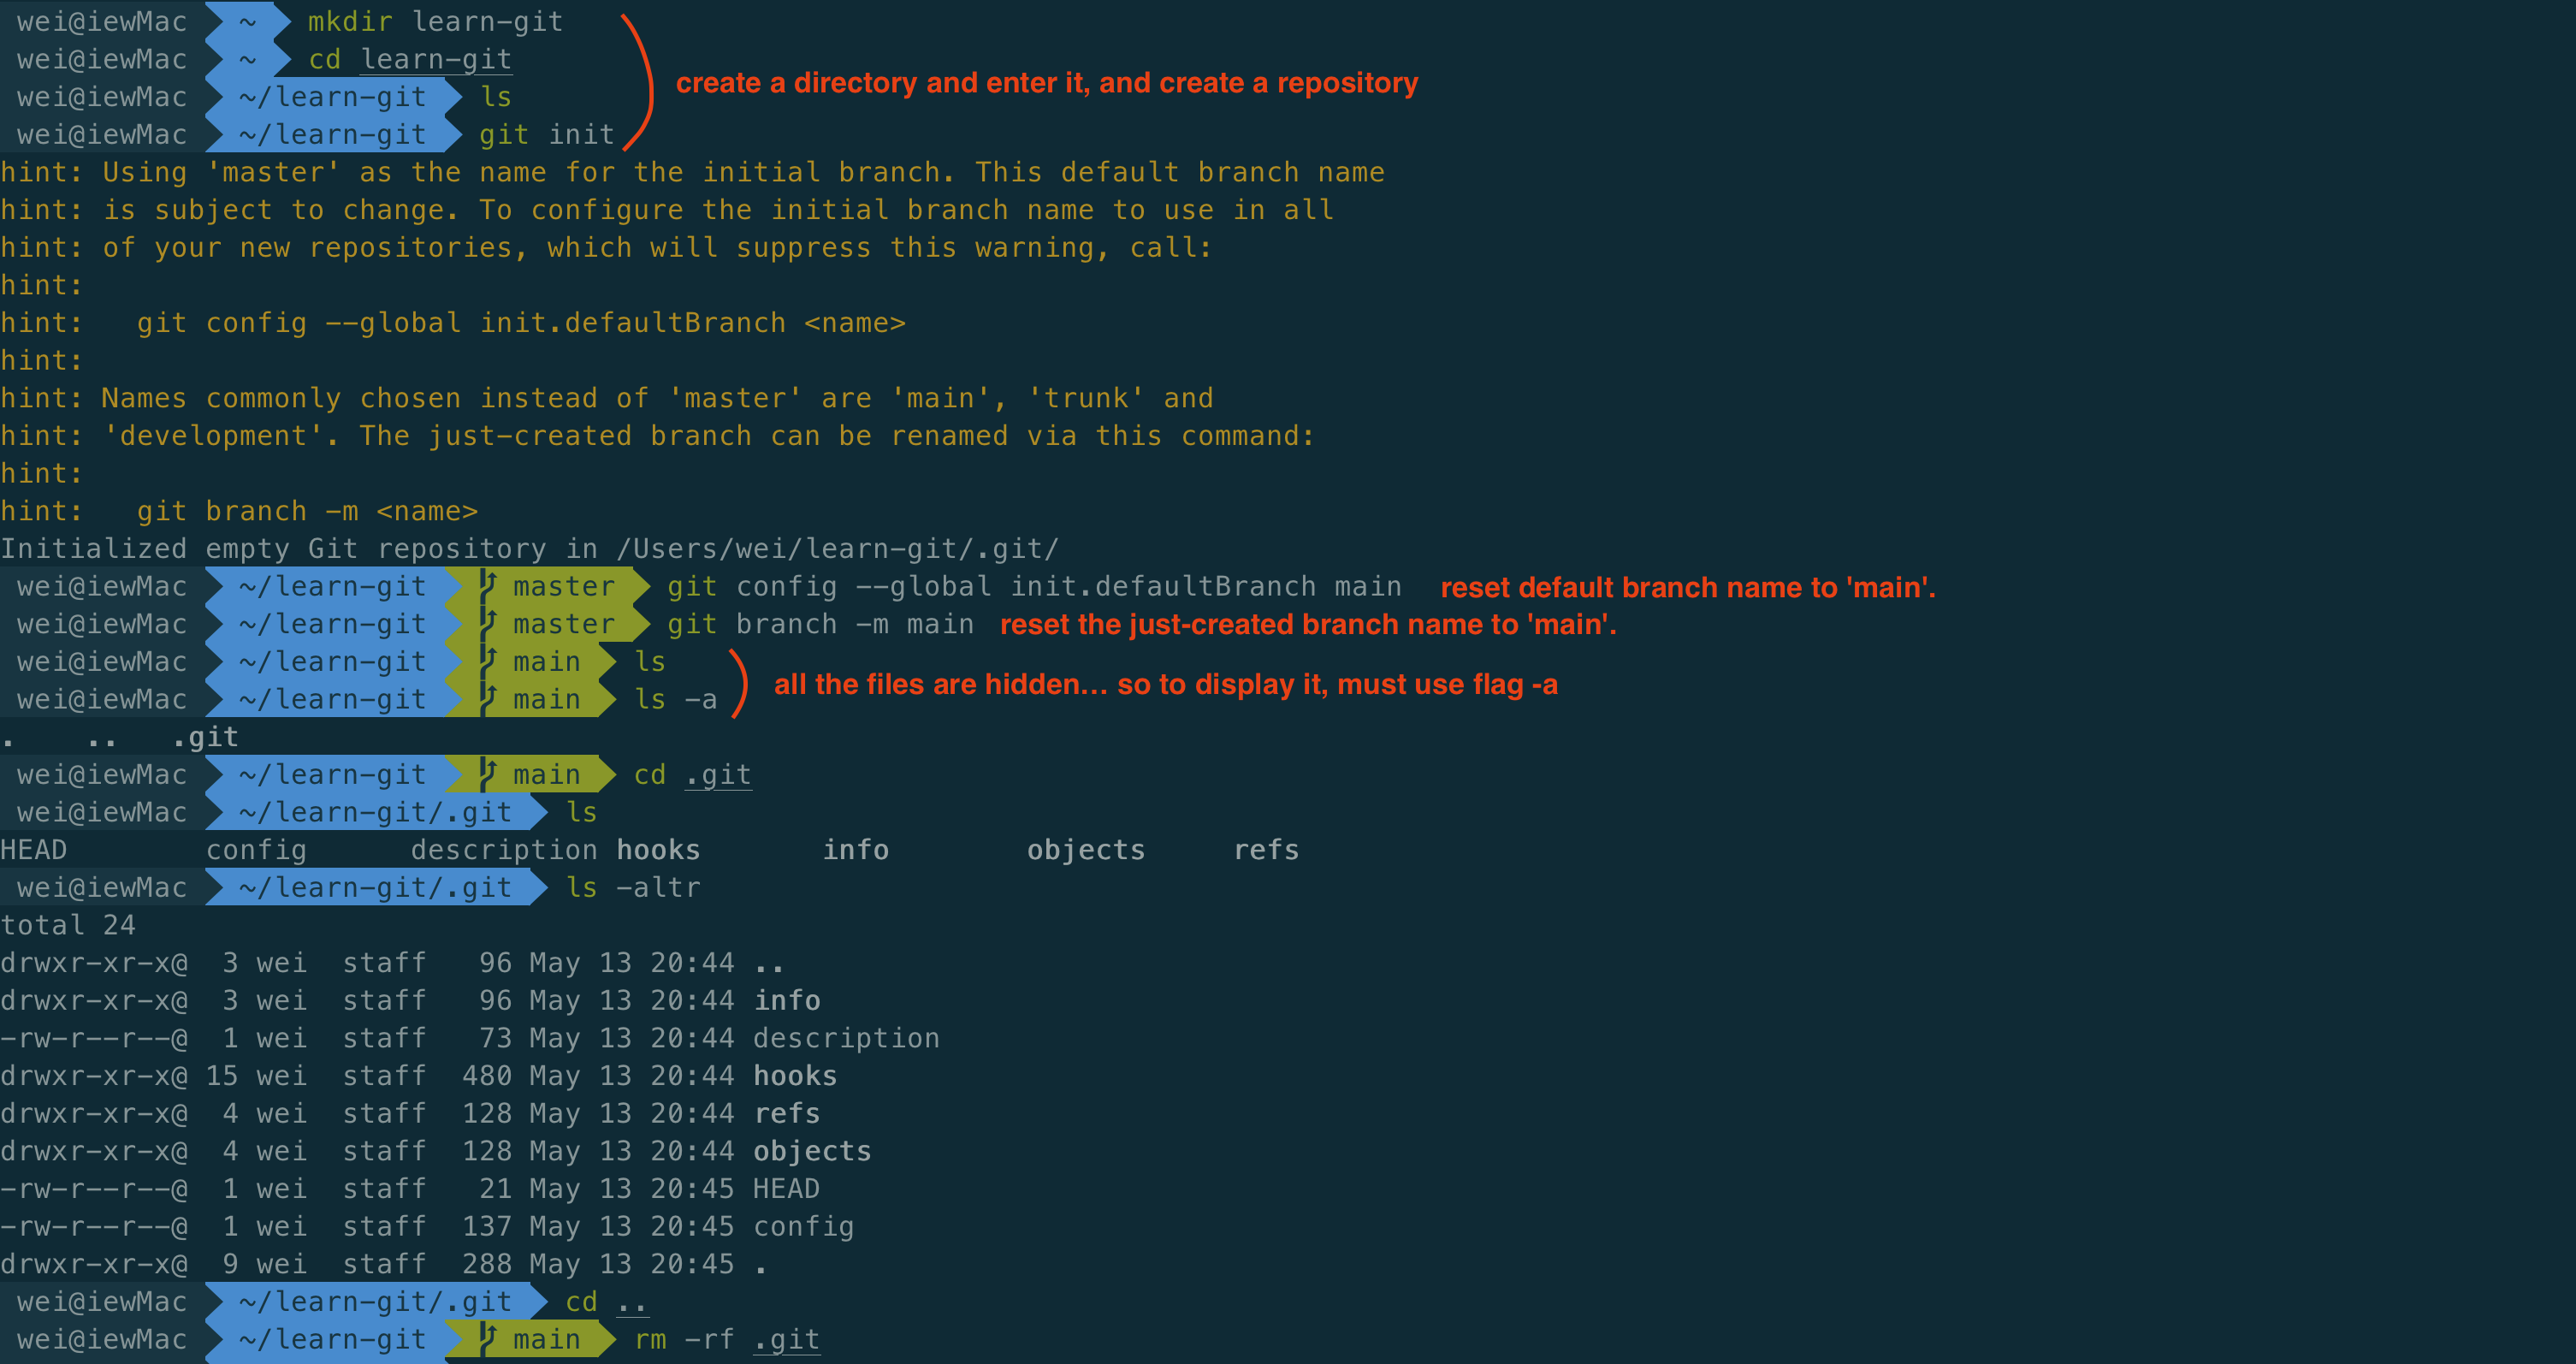 wei@iewMac ~ mkdir learn-git
wei@iewMac ~ cd learn-git
create a directory and enter it, and create a repository
wei@iewMac ~/learn-git ls
wei@iewMac ~/learn-git git init
hint: Using 'master' as the name for the initial branch. This default branch name
hint: is subject to change. To configure the initial branch name to use in all
hint: of your new repositories, which will suppress this warning, call:
hint:
hint:   git config --global init.defaultBranch <name>
hint:
hint: Names commonly chosen instead of 'master' are 'main', 'trunk' and
hint: 'development'. The just-created branch can be renamed via this command:
hint:
hint:   git branch -m <name>
Initialized empty Git repository in /Users/wei/learn-git/.git/
wei@iewMac ~/learn-git master git config --global init.defaultBranch main reset default branch name to 'main'.
wei@iewMac ~/learn-git master git branch -m main reset the just-created branch name to 'main'.
wei@iewMac ~/learn-git main ls
all the files are hidden... so to display it, must use flag -a
wei@iewMac ~/learn-git main ls -a
. .. .git
wei@iewMac ~/learn-git main cd .git
wei@iewMac ~/learn-git/.git ls
HEAD config description hooks info objects refs
wei@iewMac ~/learn-git/.git ls -altr
total 24
drwxr-xr-x@  3 wei  staff   96 May 13 20:44 ..
drwxr-xr-x@  3 wei  staff   96 May 13 20:44 info
-rw-r--r--@  1 wei  staff   73 May 13 20:44 description
drwxr-xr-x@ 15 wei  staff  480 May 13 20:44 hooks
drwxr-xr-x@  4 wei  staff  128 May 13 20:44 refs
drwxr-xr-x@  4 wei  staff  128 May 13 20:44 objects
-rw-r--r--@  1 wei  staff   21 May 13 20:45 HEAD
-rw-r--r--@  1 wei  staff  137 May 13 20:45 config
drwxr-xr-x@  9 wei  staff  288 May 13 20:45 .
wei@iewMac ~/learn-git/.git cd ..
wei@iewMac ~/learn-git main rm -rf .git